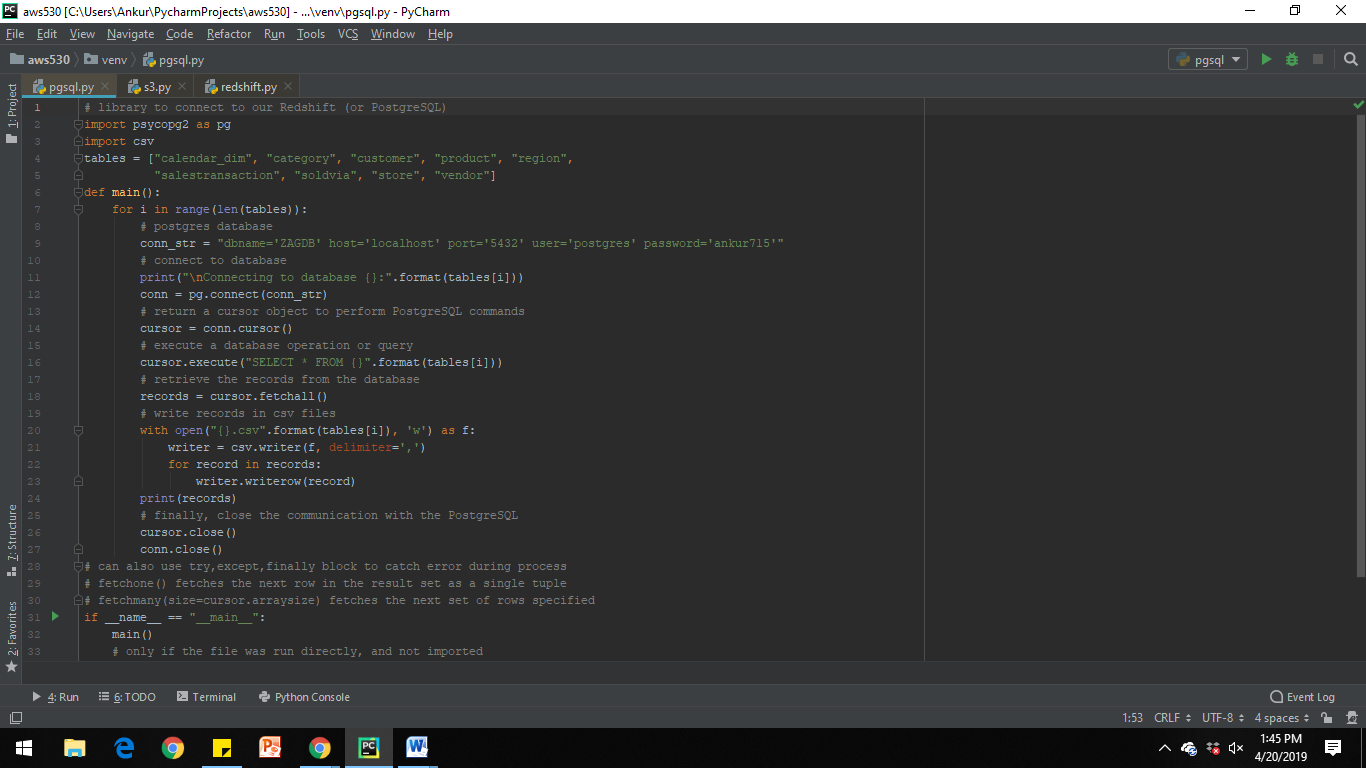 aws530 [C:\Users\Ankur\PycharmProjects\aws530] - ...\venv\pgsql.py - PyCharm
File Edit View Navigate Code Refactor Run Tools VCS Window Help
aws530 venv pgsql.py pgsql
pgsql.py s3.py redshift.py
1: Project
1 # library to connect to our Redshift (or PostgreSQL)
2 import psycopg2 as pg
3 import csv
4 tables = ["calendar_dim", "category", "customer", "product", "region",
5 "salestransaction", "soldvia", "store", "vendor"]
6 def main():
7 for i in range(len(tables)):
8 # postgres database
9 conn_str = "dbname='ZAGDB' host='localhost' port='5432' user='postgres' password='ankur715'"
10 # connect to database
11 print("\nConnecting to database {}:".format(tables[i]))
12 conn = pg.connect(conn_str)
13 # return a cursor object to perform PostgreSQL commands
14 cursor = conn.cursor()
15 # execute a database operation or query
16 cursor.execute("SELECT * FROM {}".format(tables[i]))
17 # retrieve the records from the database
18 records = cursor.fetchall()
19 # write records in csv files
20 with open("{}.csv".format(tables[i]), 'w') as f:
21 writer = csv.writer(f, delimiter=',')
22 for record in records:
23 writer.writerow(record)
24 print(records)
25 # finally, close the communication with the PostgreSQL
26 cursor.close()
27 conn.close()
28 # can also use try,except,finally block to catch error during process
29 # fetchone() fetches the next row in the result set as a single tuple
30 # fetchmany(size=cursor.arraysize) fetches the next set of rows specified
31 if __name__ == "__main__":
32 main()
33 # only if the file was run directly, and not imported
7: Structure
2: Favorites
4: Run 6: TODO Terminal Python Console Event Log
1:53 CRLF UTF-8 4 spaces
1:45 PM
4/20/2019